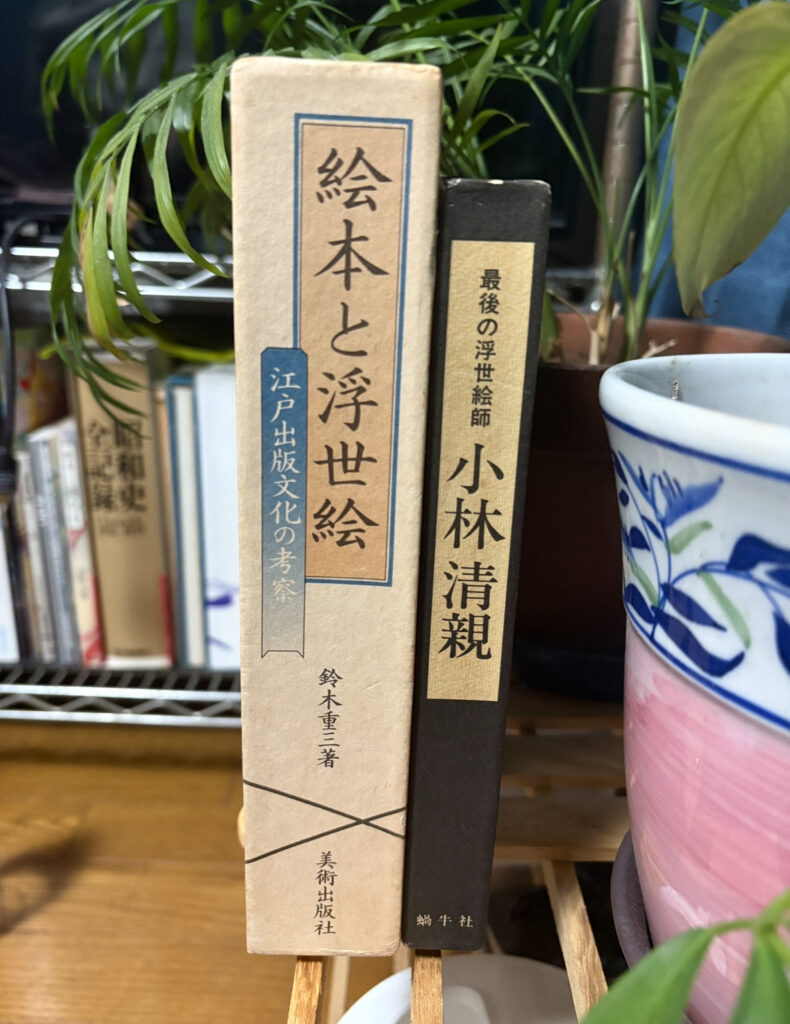 絵本と浮世絵
江戸出版文化の考察
鈴木重三著
美術出版社
最後の浮世絵師
小林清親
蝸牛社
昭和史
全記録